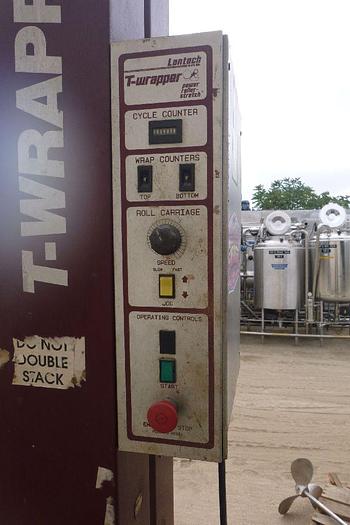 T-WRAPP
Lantech
T-wrapper
power
roller
stretch
CYCLE COUNTER
WRAP COUNTERS
TOP BOTTOM
ROLL CARRIAGE
SPEED
SLOW FAST
JOG
OPERATING CONTROLS
START
STOP
DO NOT
DOUBLE
STACK